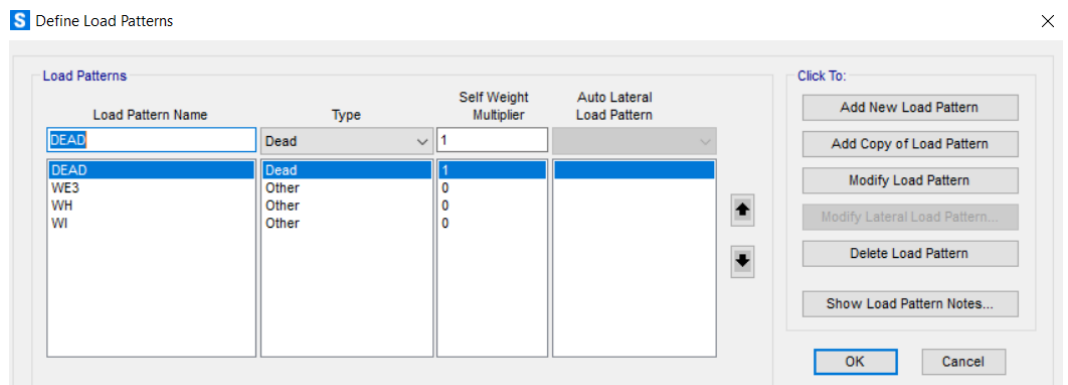 S Define Load Patterns
Load Patterns
Click To:
Load Pattern Name
Type
Self Weight Multiplier
Auto Lateral Load Pattern
DEAD Dead 1
DEAD Dead 1
WE3 Other 0
WH Other 0
WI Other 0
Add New Load Pattern
Add Copy of Load Pattern
Modify Load Pattern
Modify Lateral Load Pattern...
Delete Load Pattern
Show Load Pattern Notes...
OK
Cancel